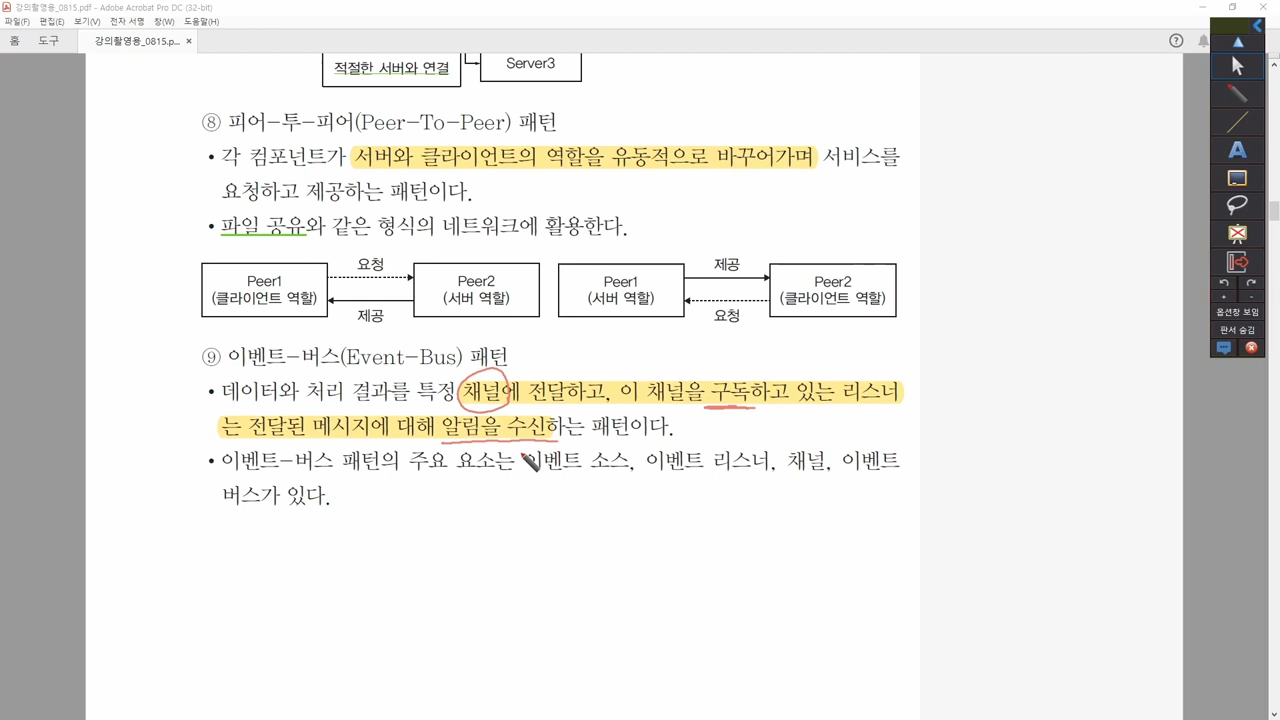 강의촬영용_0815.pdf - Adobe Acrobat Pro DC (32-bit)
파일(F) 편집(E) 보기(V) 전자 서명 창(W) 도움말(H)
홈 도구 강의촬영용_0815.p... ×
적절한 서버와 연결
Server3
⑧ 피어-투-피어(Peer-To-Peer) 패턴
• 각 컴포넌트가 서버와 클라이언트의 역할을 유동적으로 바꾸어가며 서비스를
요청하고 제공하는 패턴이다.
• 파일 공유와 같은 형식의 네트워크에 활용한다.
Peer1
(클라이언트 역할)
요청
제공
Peer2
(서버 역할)
Peer1
(서버 역할)
제공
요청
Peer2
(클라이언트 역할)
⑨ 이벤트-버스(Event-Bus) 패턴
• 데이터와 처리 결과를 특정 채널에 전달하고, 이 채널을 구독하고 있는 리스너
는 전달된 메시지에 대해 알림을 수신하는 패턴이다.
• 이벤트-버스 패턴의 주요 요소는 이벤트 소스, 이벤트 리스너, 채널, 이벤트
버스가 있다.
옵션창 보임
판서 숨김